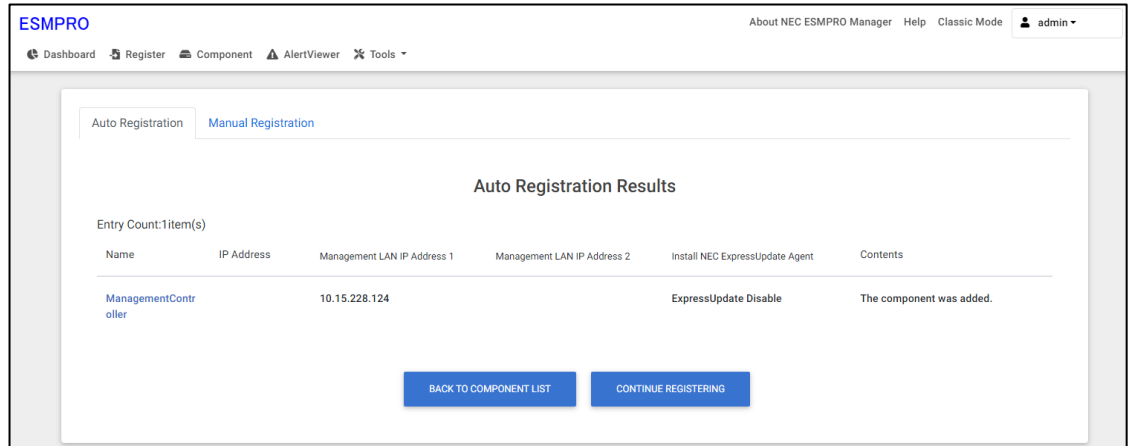 ESMPRO
About NEC ESMPRO Manager Help Classic Mode admin
Dashboard Register Component AlertViewer Tools
Auto Registration Manual Registration
Auto Registration Results
Entry Count:1item(s)
Name IP Address Management LAN IP Address 1 Management LAN IP Address 2 Install NEC ExpressUpdate Agent Contents
ManagementContr 10.15.228.124 ExpressUpdate Disable The component was added.
oller
BACK TO COMPONENT LIST CONTINUE REGISTERING